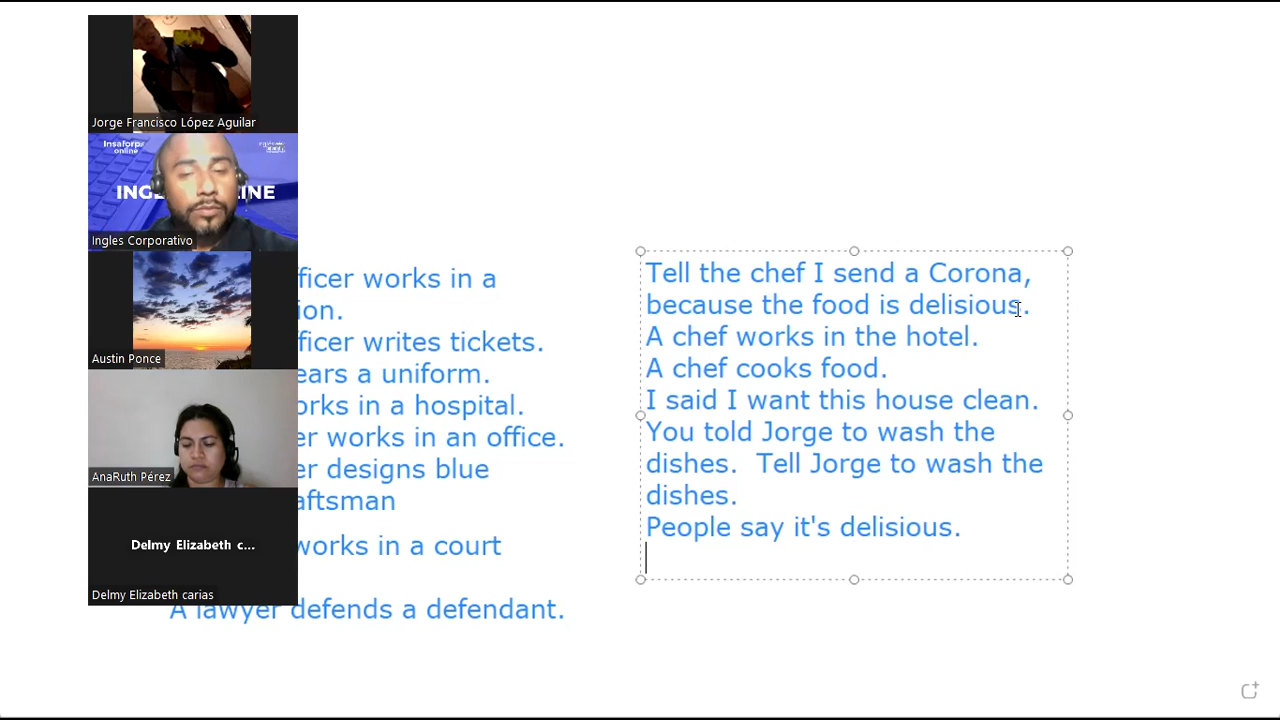 Jorge Francisco López Aguilar
Insaforp
online
Ingles Corporativo
Austin Ponce
AnaRuth Pérez
Delmy Elizabeth c...
Delmy Elizabeth carias
fficer works in a
ion.
fficer writes tickets.
ears a uniform.
orks in a hospital.
er works in an office.
er designs blue
aftsman
works in a court
A lawyer defends a defendant.
Tell the chef I send a Corona,
because the food is delisious.
A chef works in the hotel.
A chef cooks food.
I said I want this house clean.
You told Jorge to wash the
dishes.  Tell Jorge to wash the
dishes.
People say it's delisious.